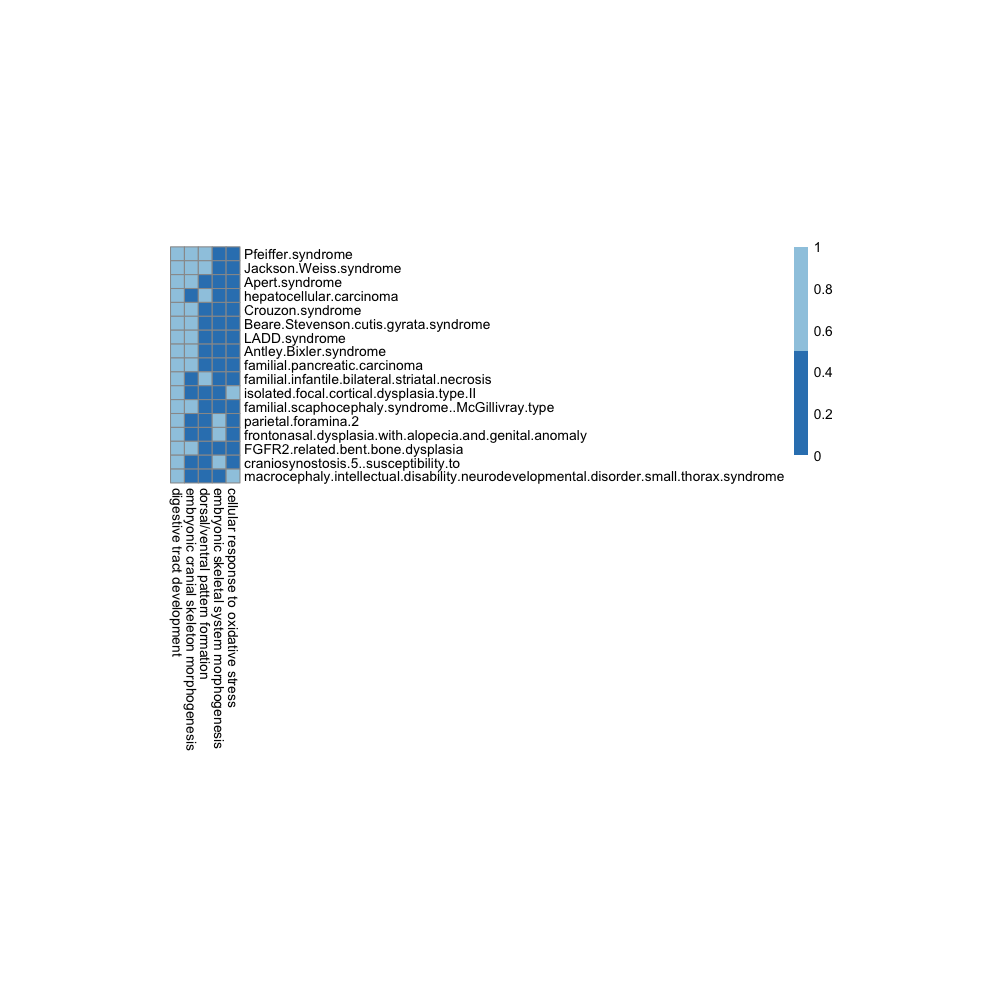 Pfeiffer.syndrome
Jackson.Weiss.syndrome
Apert.syndrome
hepatocellular.carcinoma
Crouzon.syndrome
Beare.Stevenson.cutis.gyrata.syndrome
LADD.syndrome
Antley.Bixler.syndrome
familial.pancreatic.carcinoma
familial.infantile.bilateral.striatal.necrosis
isolated.focal.cortical.dysplasia.type.II
familial.scaphocephaly.syndrome..McGillivray.type
parietal.foramina.2
frontonasal.dysplasia.with.alopecia.and.genital.anomaly
FGFR2.related.bent.bone.dysplasia
craniosynostosis.5..susceptibility.to
macrocephaly.intellectual.disability.neurodevelopmental.disorder.small.thorax.syndrome
digestive tract development
embryonic cranial skeleton morphogenesis
dorsal/ventral pattern formation
embryonic skeletal system morphogenesis
cellular response to oxidative stress
1
0.8
0.6
0.4
0.2
0